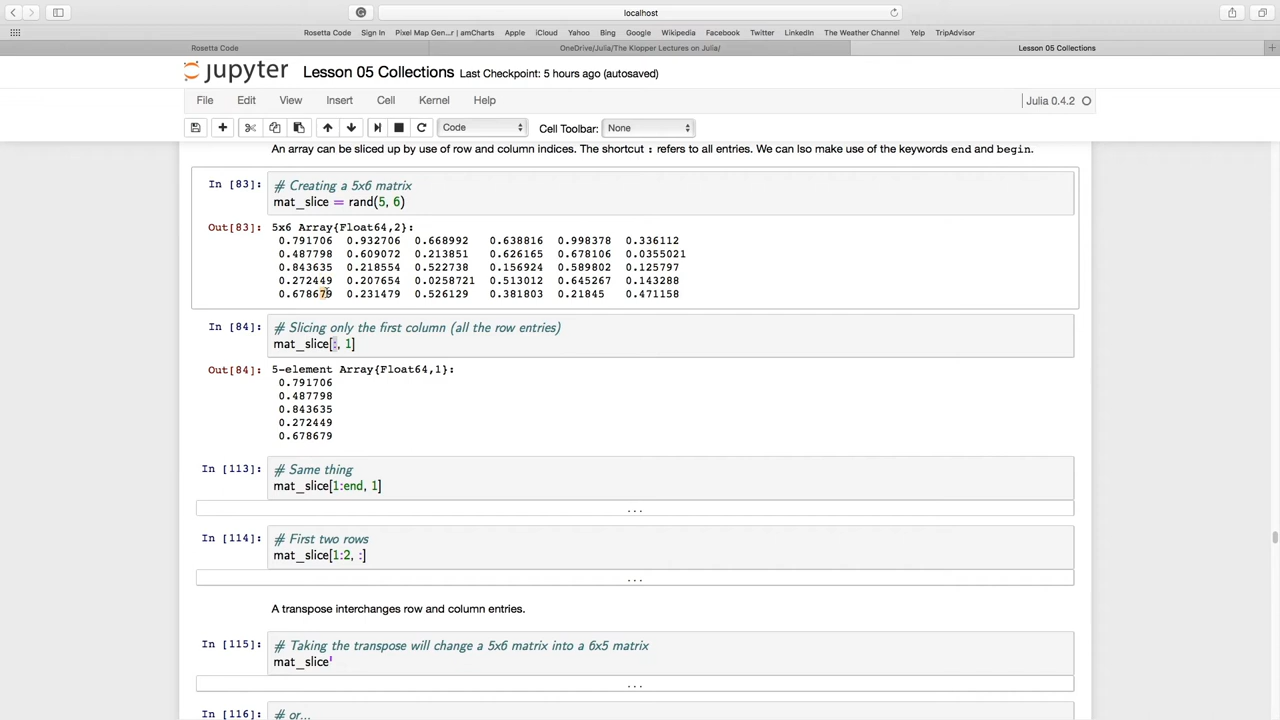 localhost
Rosetta Code Sign In Pixel Map Gen...r | amCharts Apple iCloud Yahoo Bing Google Wikipedia Facebook Twitter LinkedIn The Weather Channel Yelp TripAdvisor
Rosetta Code OneDrive/Julia/The Klopper Lectures on Julia/ Lesson 05 Collections
jupyter Lesson 05 Collections Last Checkpoint: 5 hours ago (autosaved)
File Edit View Insert Cell Kernel Help Julia 0.4.2
Code Cell Toolbar: None
An array can be sliced up by use of row and column indices. The shortcut : refers to all entries. We can lso make use of the keywords end and begin.
In [83]: # Creating a 5x6 matrix
mat_slice = rand(5, 6)
Out[83]: 5x6 Array{Float64,2}:
0.791706 0.932706 0.668992 0.638816 0.998378 0.336112
0.487798 0.609072 0.213851 0.626165 0.678106 0.0355021
0.843635 0.218554 0.522738 0.156924 0.589802 0.125797
0.272449 0.207654 0.0258721 0.513012 0.645267 0.143288
0.678679 0.231479 0.526129 0.381803 0.21845 0.471158
In [84]: # Slicing only the first column (all the row entries)
mat_slice[:, 1]
Out[84]: 5-element Array{Float64,1}:
0.791706
0.487798
0.843635
0.272449
0.678679
In [113]: # Same thing
mat_slice[1:end, 1]
...
In [114]: # First two rows
mat_slice[1:2, :]
...
A transpose interchanges row and column entries.
In [115]: # Taking the transpose will change a 5x6 matrix into a 6x5 matrix
mat_slice'
...
In [116]: # or...